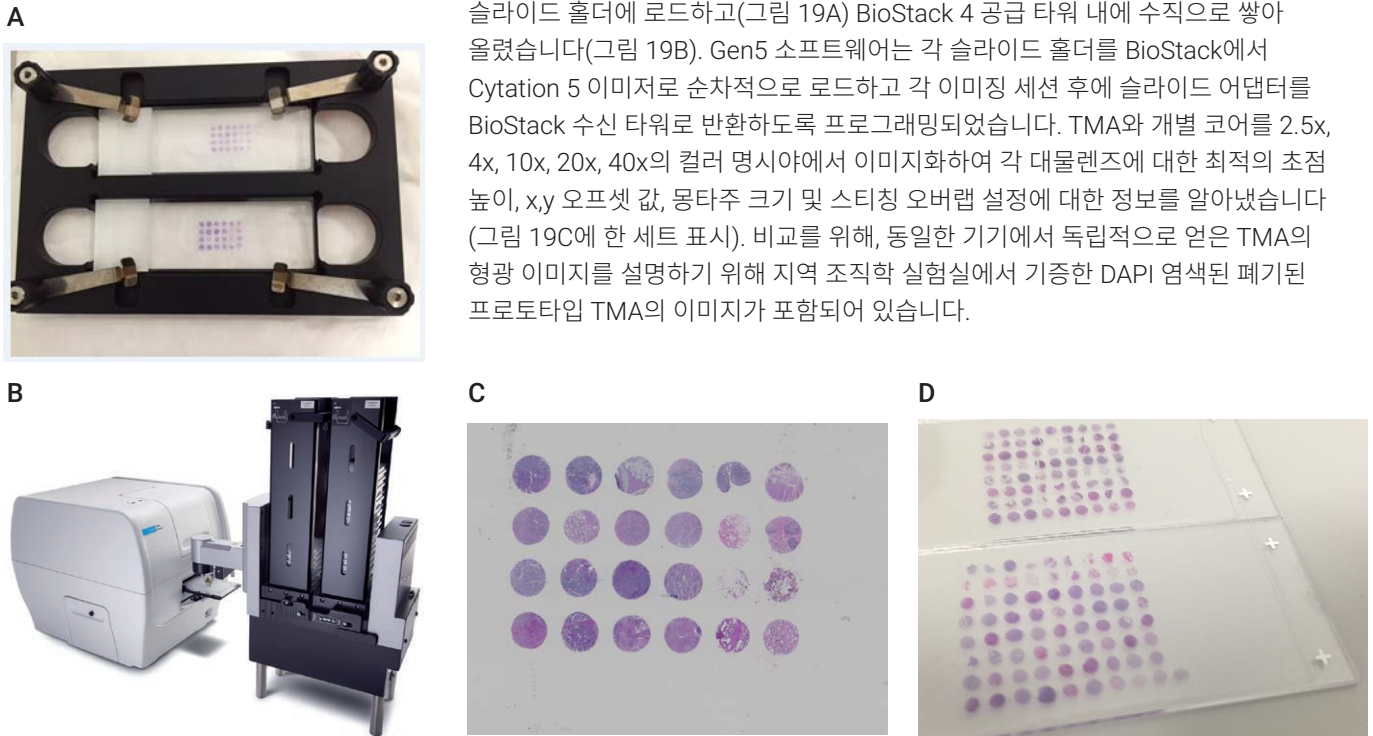 A
슬라이드 홀더에 로드하고(그림 19A) BioStack 4 공급 타워 내에 수직으로 쌓아
올렸습니다(그림 19B). Gen5 소프트웨어는 각 슬라이드 홀더를 BioStack에서
Cytation 5 이미저로 순차적으로 로드하고 각 이미징 세션 후에 슬라이드 어댑터를
BioStack 수신 타워로 반환하도록 프로그래밍되었습니다. TMA와 개별 코어를 2.5x,
4x, 10x, 20x, 40x의 컬러 명시야에서 이미지화하여 각 대물렌즈에 대한 최적의 초점
높이, x,y 오프셋 값, 몽타주 크기 및 스티칭 오버랩 설정에 대한 정보를 알아냈습니다
(그림 19C에 한 세트 표시). 비교를 위해, 동일한 기기에서 독립적으로 얻은 TMA의
형광 이미지를 설명하기 위해 지역 조직학 실험실에서 기증한 DAPI 염색된 폐기된
프로토타입 TMA의 이미지가 포함되어 있습니다.
B
C
D